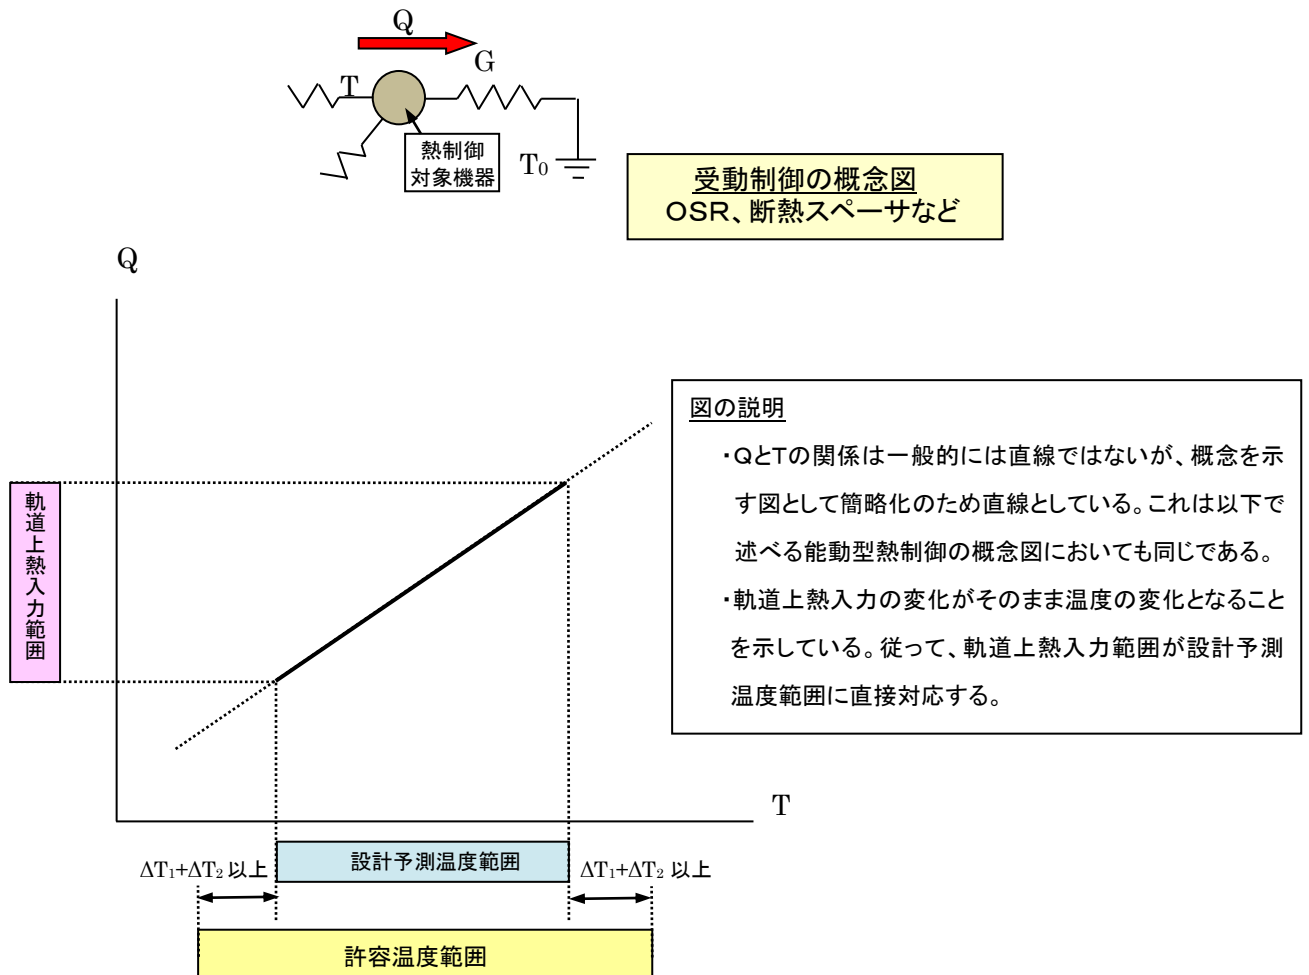 Q
G
T
熱制御
対象機器
T₀
受動制御の概念図
OSR、断熱スペーサなど
Q
軌道上熱入力範囲
図の説明
・QとTの関係は一般的には直線ではないが、概念を示
す図として簡略化のため直線としている。これは以下で
述べる能動型熱制御の概念図においても同じである。
・軌道上熱入力の変化がそのまま温度の変化となること
を示している。従って、軌道上熱入力範囲が設計予測
温度範囲に直接対応する。
T
設計予測温度範囲
ΔT₁+ΔT₂ 以上
ΔT₁+ΔT₂ 以上
許容温度範囲